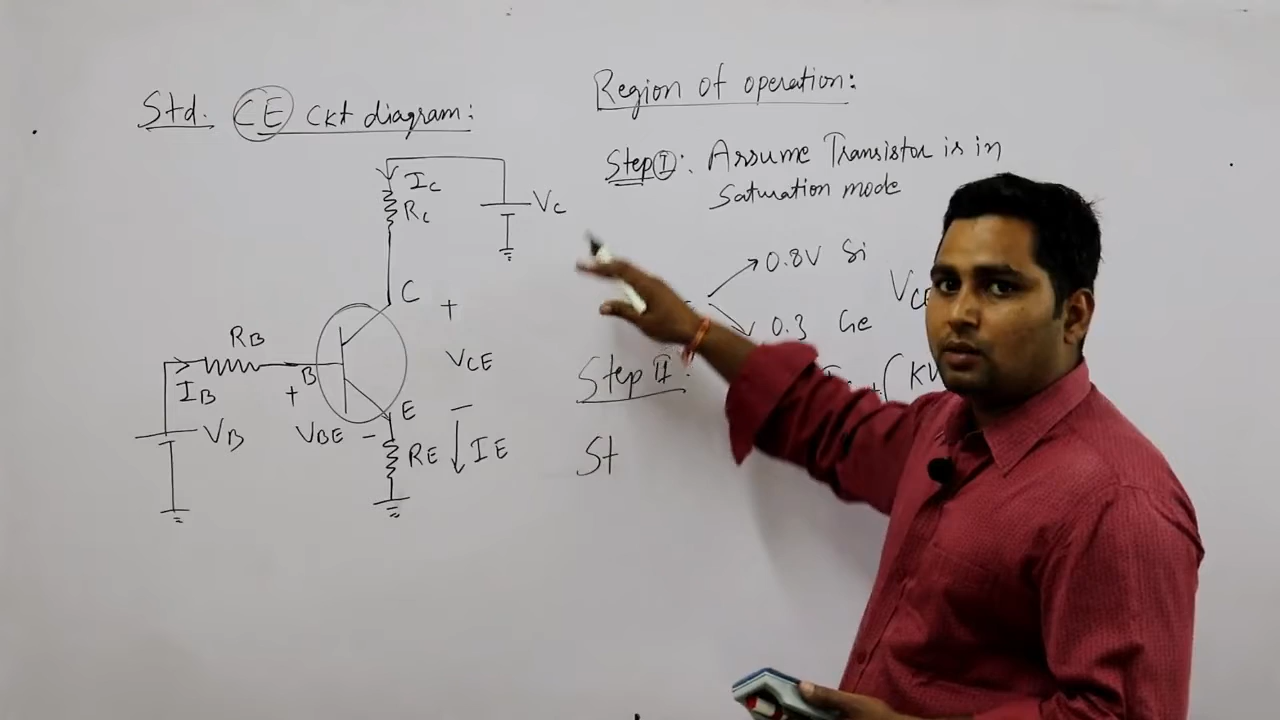 Std. CE Ckt diagram:
IC
RC
VC
C
+
RB
VCE
IB
+
B
E
VB
VBE
-
-
RE
IE
Region of operation:
Step I: Assume Transistor is in
Saturation mode
0.8V Si
0.3 Ge
Step II:
St